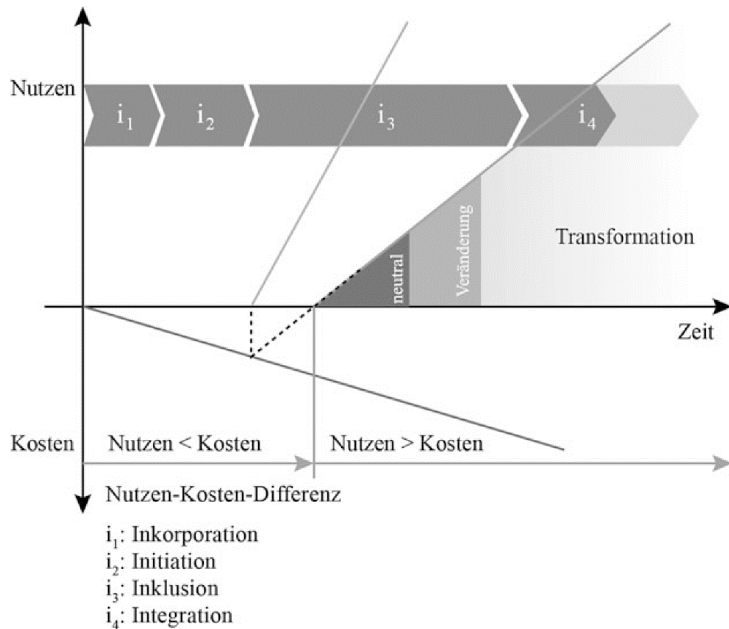 Nutzen
i₁
i₂
i₃
i₄
neutral
Veränderung
Transformation
Zeit
Kosten
Nutzen < Kosten
Nutzen > Kosten
Nutzen-Kosten-Differenz
i₁: Inkorporation
i₂: Initiation
i₃: Inklusion
i₄: Integration